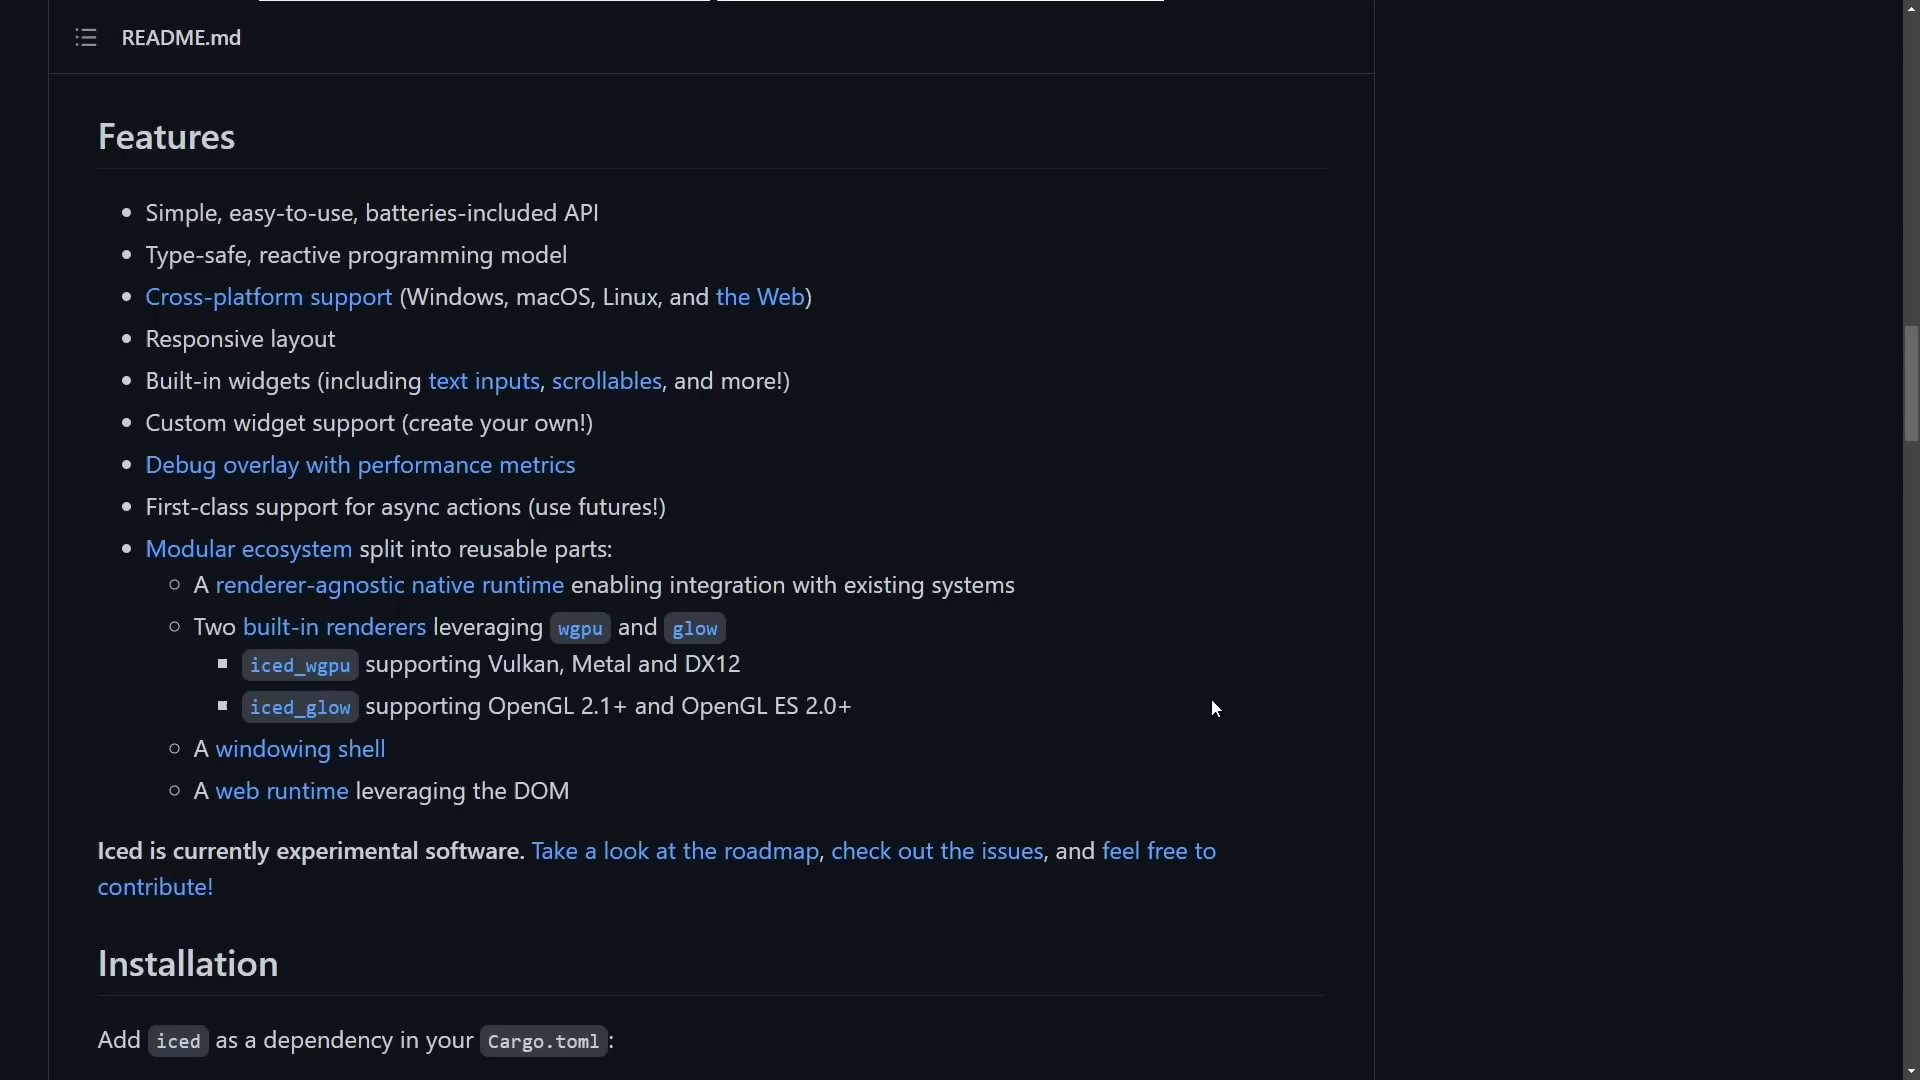 README.md
Features
Simple, easy-to-use, batteries-included API
Type-safe, reactive programming model
Cross-platform support (Windows, macOS, Linux, and the Web)
Responsive layout
Built-in widgets (including text inputs, scrollables, and more!)
Custom widget support (create your own!)
Debug overlay with performance metrics
First-class support for async actions (use futures!)
Modular ecosystem split into reusable parts:
A renderer-agnostic native runtime enabling integration with existing systems
Two built-in renderers leveraging wgpu and glow
iced_wgpu supporting Vulkan, Metal and DX12
iced_glow supporting OpenGL 2.1+ and OpenGL ES 2.0+
A windowing shell
A web runtime leveraging the DOM
Iced is currently experimental software. Take a look at the roadmap, check out the issues, and feel free to
contribute!
Installation
Add iced as a dependency in your Cargo.toml: